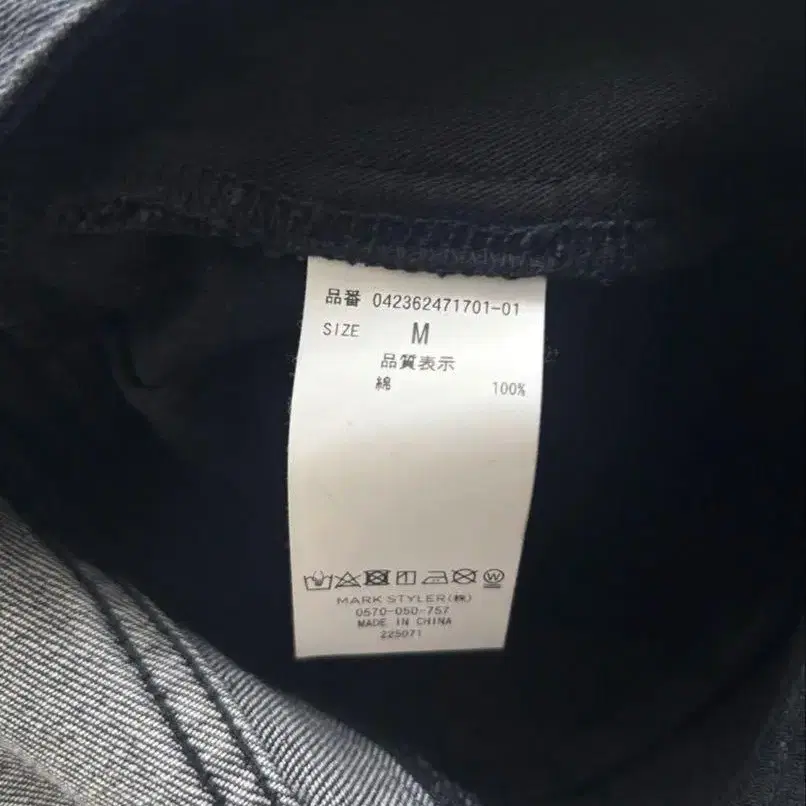 品番 042362471701-01
SIZE M
品質表示
綿 100%
MARK STYLER(株)
0570-050-757
MADE IN CHINA
225071